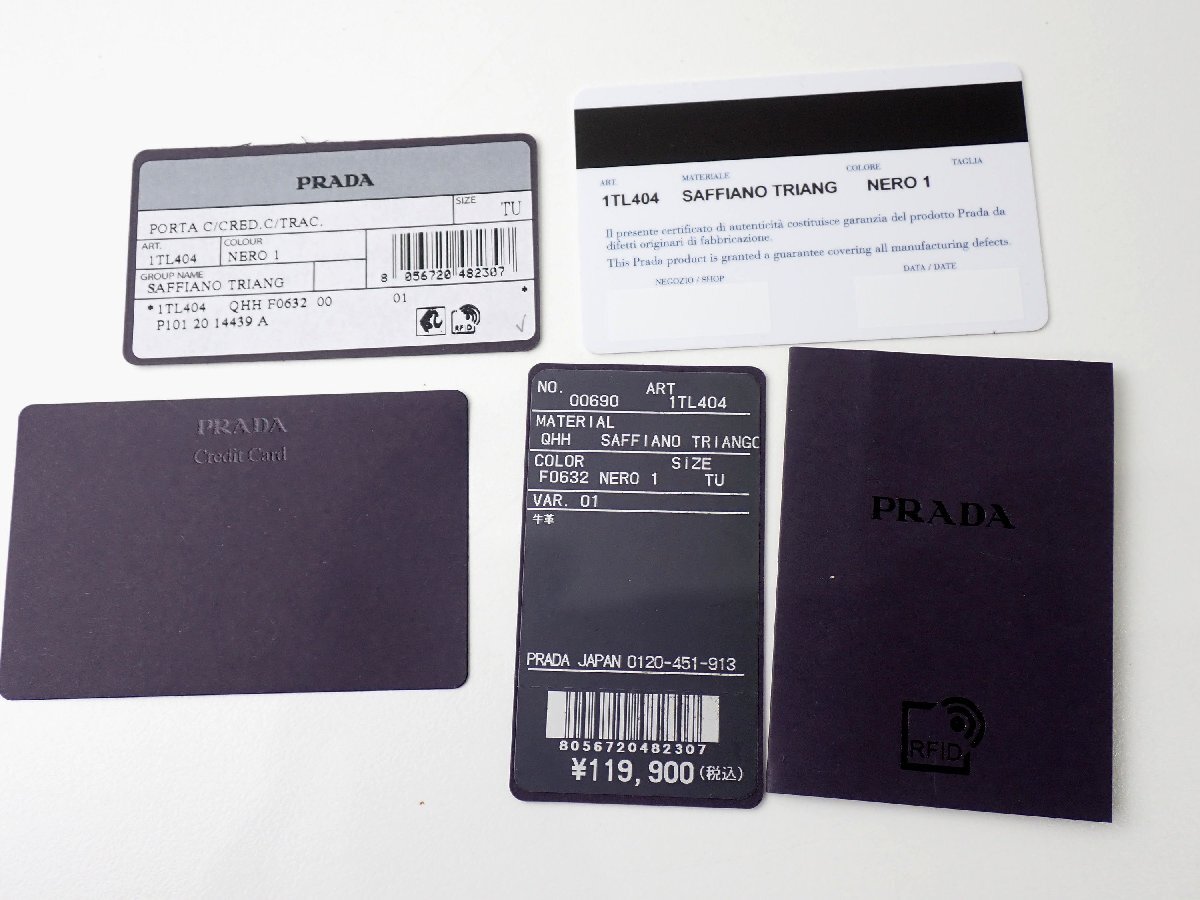 PRADA
PORTA C/CRED.C/TRAC.
SIZE
TU
ART.
1TL404
COLOUR
NERO 1
GROUP NAME
SAFFIANO TRIANG
8 056720 482307
*1TL404 QHH F0632 00 01 *
P101 20 14439 A
RFID
ART. MATERIALE COLORE TAGLIA
1TL404 SAFFIANO TRIANG NERO 1
Il presente certificato di autenticità costituisce garanzia del prodotto Prada da
difetti originari di fabbricazione.
This Prada product is granted a guarantee covering all manufacturing defects.
NEGOZIO / SHOP DATA / DATE
PRADA
Credit Card
NO. ART
00690 1TL404
MATERIAL
QHH SAFFIANO TRIANGO
COLOR SIZE
F0632 NERO 1 TU
VAR. 01
牛革
PRADA JAPAN 0120-451-913
8056720482307
¥119,900(税込)
PRADA
RFID